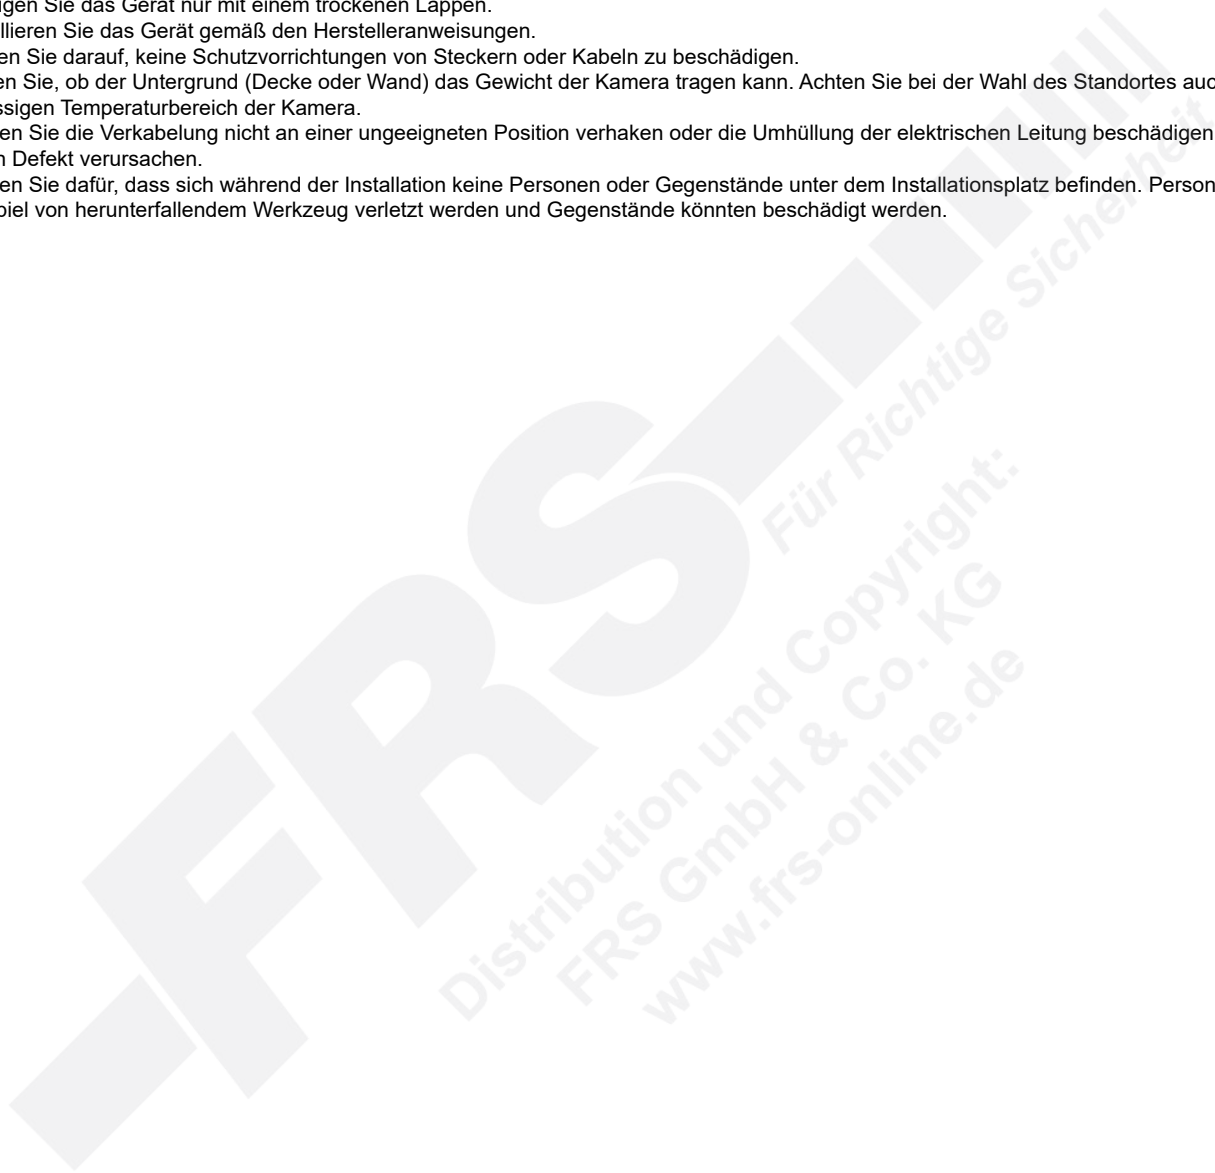 igen Sie das Gerät nur mit einem trockenen Lappen.
llieren Sie das Gerät gemäß den Herstelleranweisungen.
en Sie darauf, keine Schutzvorrichtungen von Steckern oder Kabeln zu beschädigen.
en Sie, ob der Untergrund (Decke oder Wand) das Gewicht der Kamera tragen kann. Achten Sie bei der Wahl des Standortes auc
ssigen Temperaturbereich der Kamera.
en Sie die Verkabelung nicht an einer ungeeigneten Position verhaken oder die Umhüllung der elektrischen Leitung beschädigen
n Defekt verursachen.
en Sie dafür, dass sich während der Installation keine Personen oder Gegenstände unter dem Installationsplatz befinden. Person
piel von herunterfallendem Werkzeug verletzt werden und Gegenstände könnten beschädigt werden.
FRS
Für Richtige Sicherheit
Distribution und Copyright:
FRS GmbH & Co. KG
www.frs-online.de